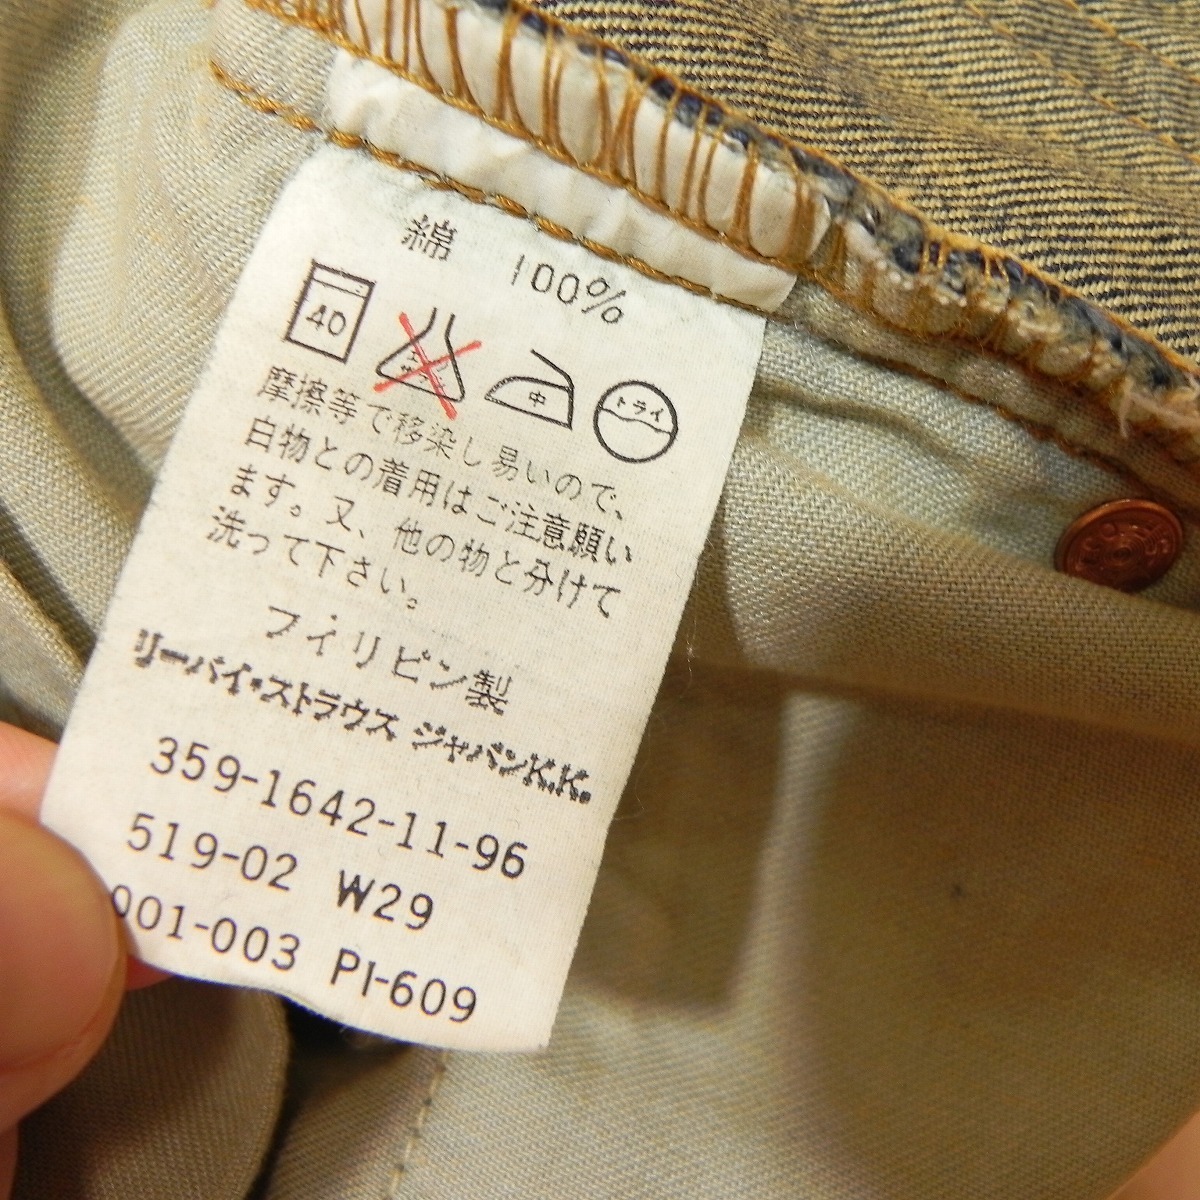 綿 100%
40 中 ドライ
摩擦等で移染し易いので、
白物との着用はご注意願い
ます。又、他の物と分けて
洗って下さい。
フィリピン製
リーバイ・ストラウス ジャパンK.K.
359-1642-11-96
519-02 W29
001-003 PI-609